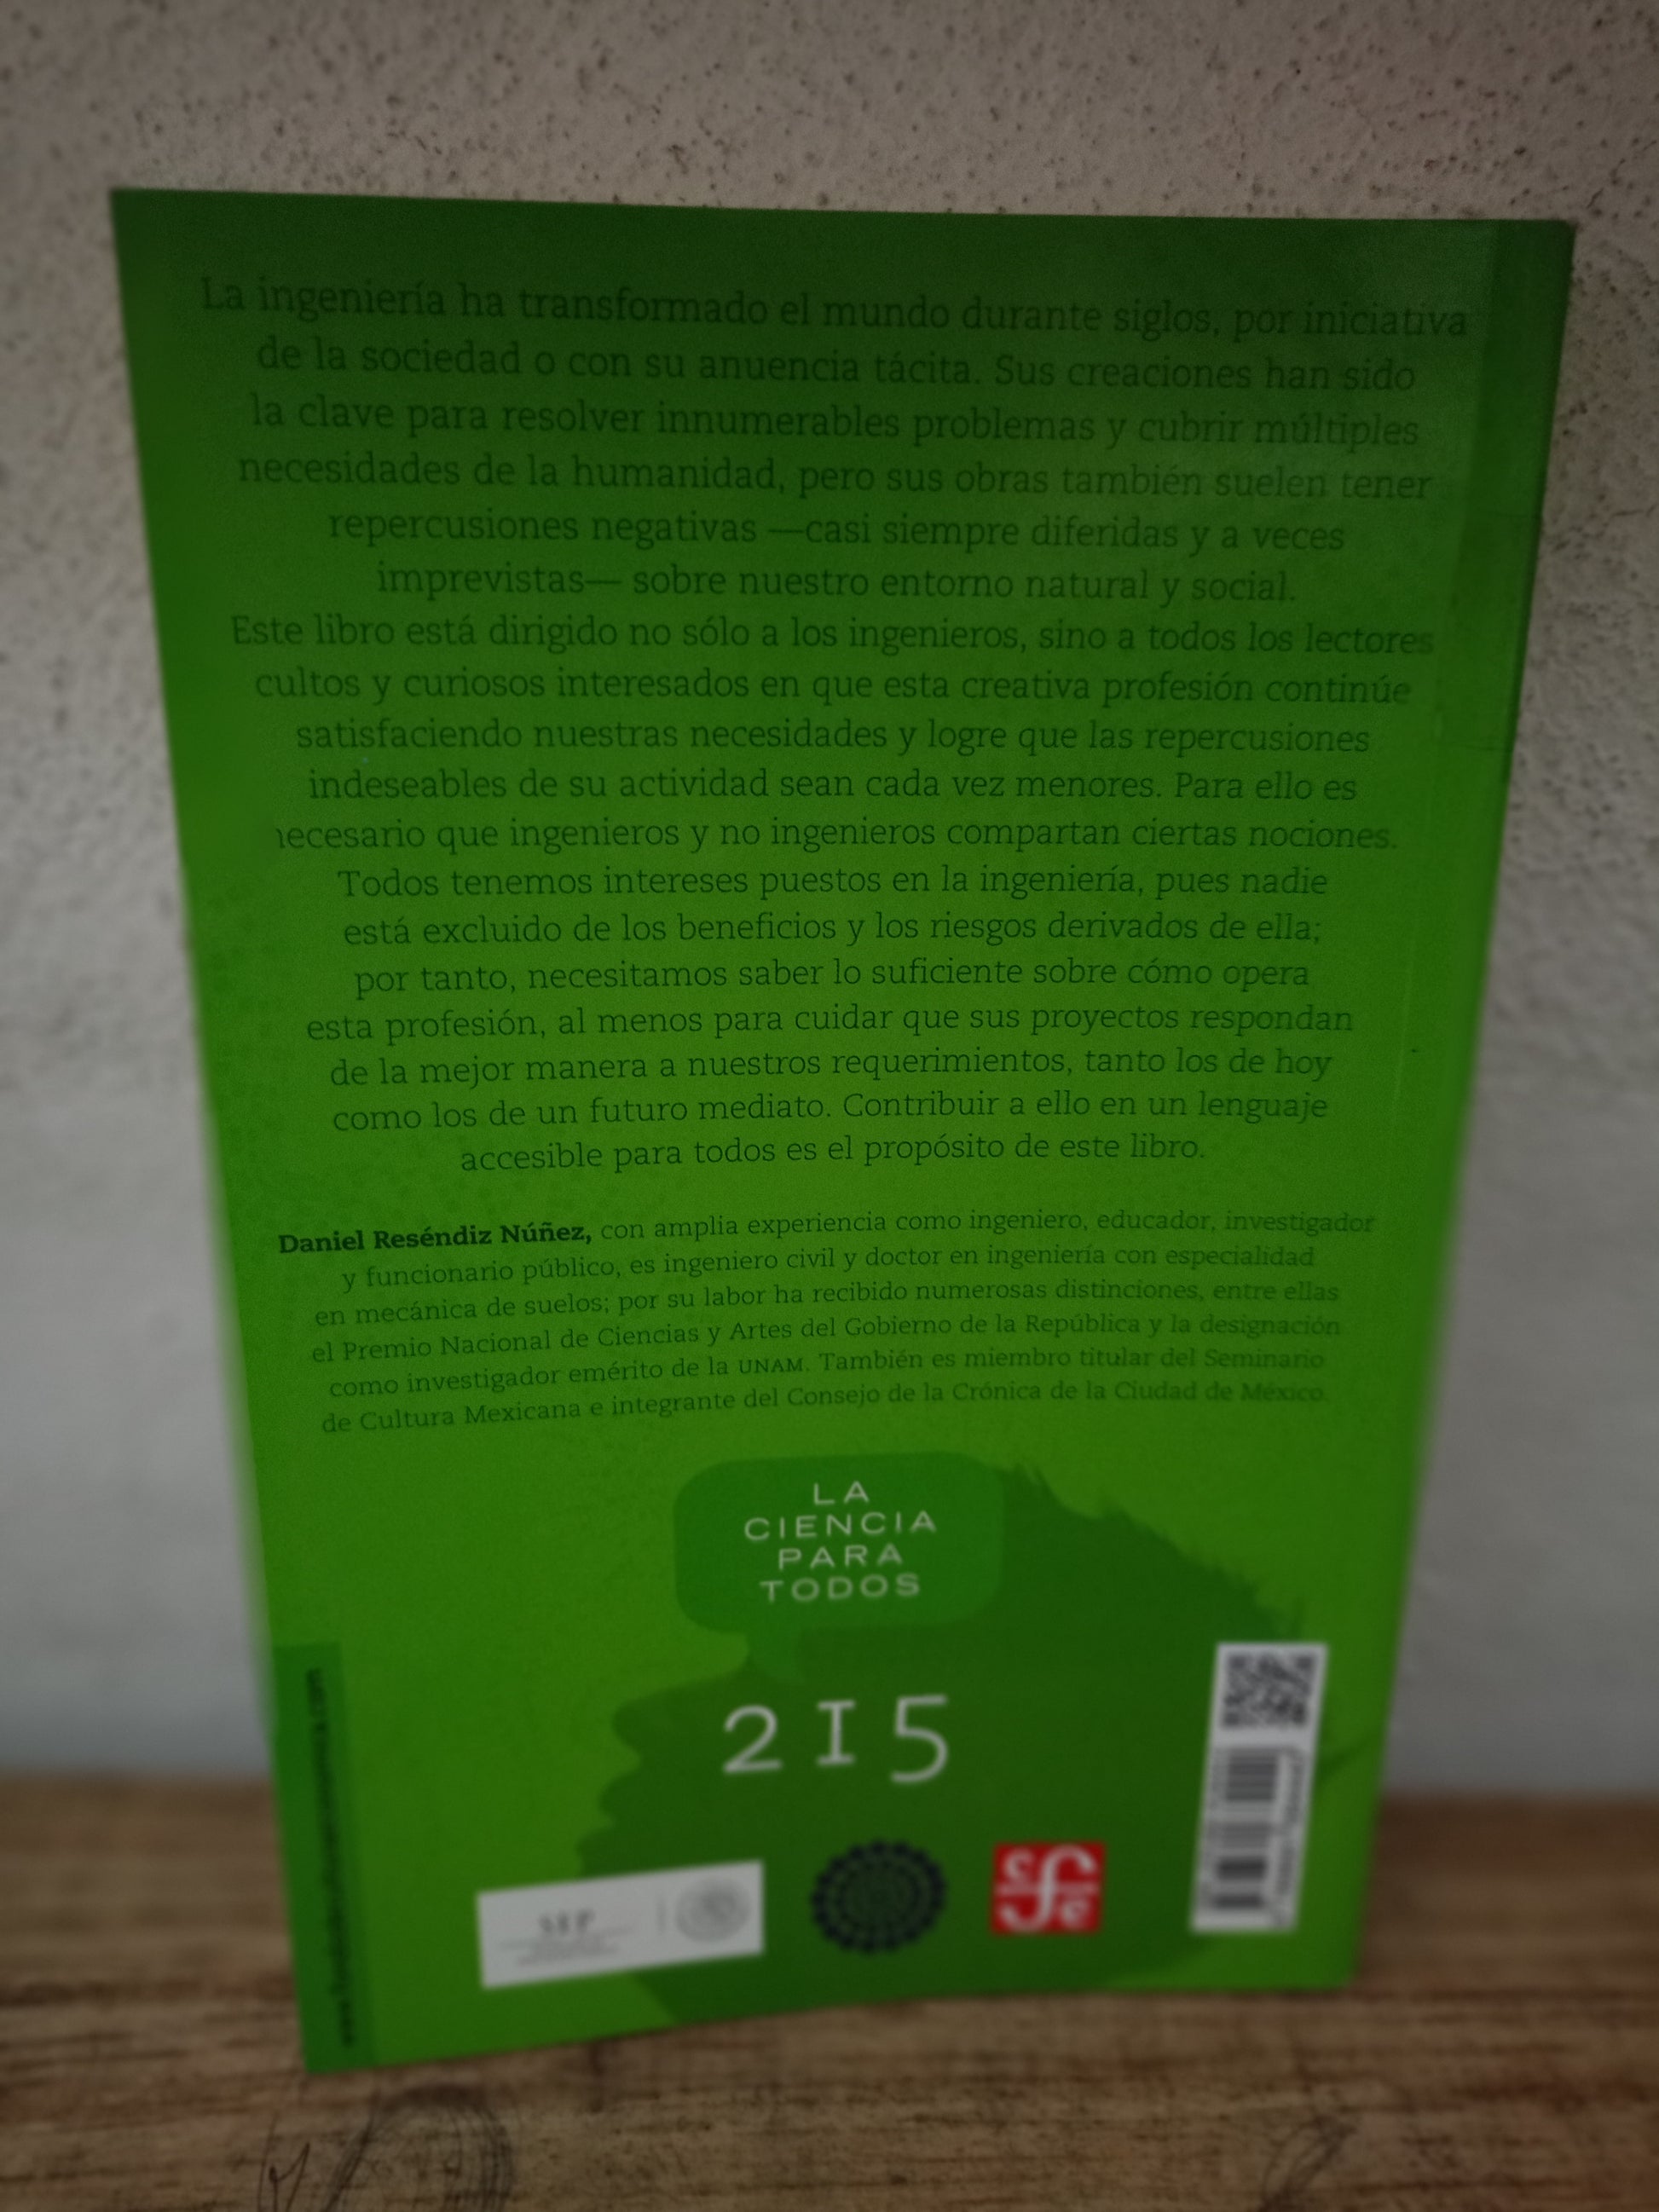 La ingeniería ha transformado el mundo durante siglos, por iniciativa
de la sociedad o con su anuencia tácita. Sus creaciones han sido
la clave para resolver innumerables problemas y cubrir múltiples
necesidades de la humanidad, pero sus obras también suelen tener
repercusiones negativas —casi siempre diferidas y a veces
imprevistas— sobre nuestro entorno natural y social.
Este libro está dirigido no sólo a los ingenieros, sino a todos los lectores
cultos y curiosos interesados en que esta creativa profesión continúe
satisfaciendo nuestras necesidades y logre que las repercusiones
indeseables de su actividad sean cada vez menores. Para ello es
necesario que ingenieros y no ingenieros compartan ciertas nociones.
Todos tenemos intereses puestos en la ingeniería, pues nadie
está excluido de los beneficios y los riesgos derivados de ella;
por tanto, necesitamos saber lo suficiente sobre cómo opera
esta profesión, al menos para cuidar que sus proyectos respondan
de la mejor manera a nuestros requerimientos, tanto los de hoy
como los de un futuro mediato. Contribuir a ello en un lenguaje
accesible para todos es el propósito de este libro.
Daniel Reséndiz Núñez, con amplia experiencia como ingeniero, educador, investigador
y funcionario público, es ingeniero civil y doctor en ingeniería con especialidad
en mecánica de suelos; por su labor ha recibido numerosas distinciones, entre ellas
el Premio Nacional de Ciencias y Artes del Gobierno de la República y la designación
como investigador emérito de la UNAM. También es miembro titular del Seminario
de Cultura Mexicana e integrante del Consejo de la Crónica de la Ciudad de México.
LA
CIENCIA
PARA
TODOS
215
SEP
cfe